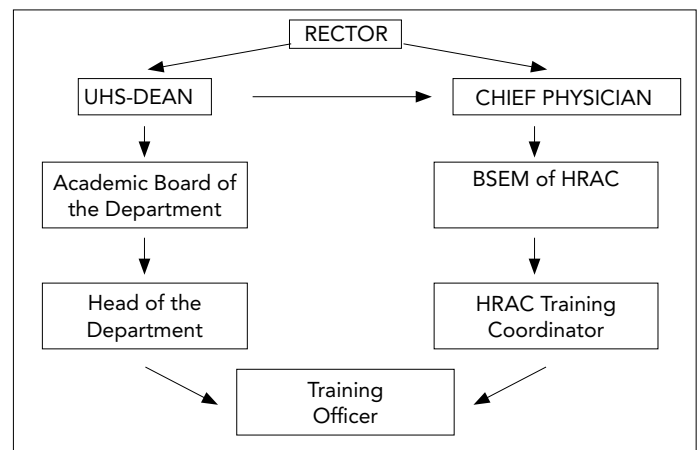 RECTOR
UHS-DEAN
CHIEF PHYSICIAN
Academic Board of
the Department
BSEM of HRAC
Head of the
Department
HRAC Training
Coordinator
Training
Officer